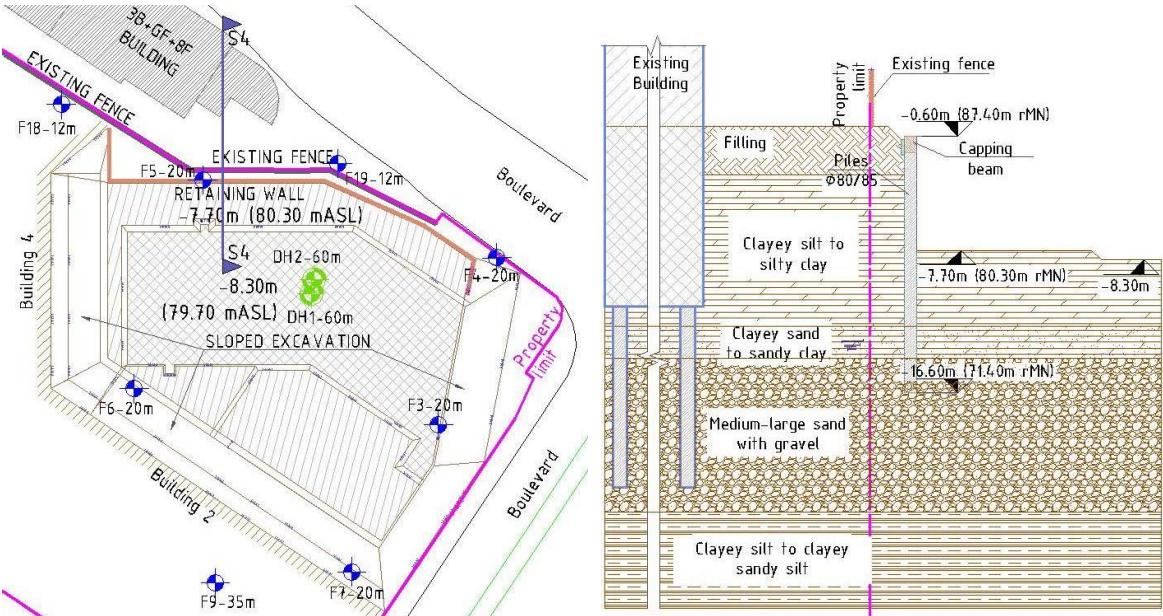 3B+GF+8F
BUILDING
S4
EXISTING FENCE
F18-12m
EXISTING FENCE
F5-20m
F19-12m
RETAINING WALL
-7.70m (80.30 mASL)
Boulevard
S4
DH2-60m
F4-20m
-8.30m
(79.70 mASL)
DH1-60m
Building 4
SLOPED EXCAVATION
Property
limit
F6-20m
F3-20m
Building 2
Boulevard
F7-20m
F9-35m
Existing
Building
Property
limit
Existing fence
-0.60m (87.40m rMN)
Filling
Capping
beam
Piles
Φ80/85
Clayey silt to
silty clay
-7.70m (80.30m rMN)
-8.30m
Clayey sand
to sandy clay
-16.60m (71.40m rMN)
Medium-large sand
with gravel
Clayey silt to clayey
sandy silt